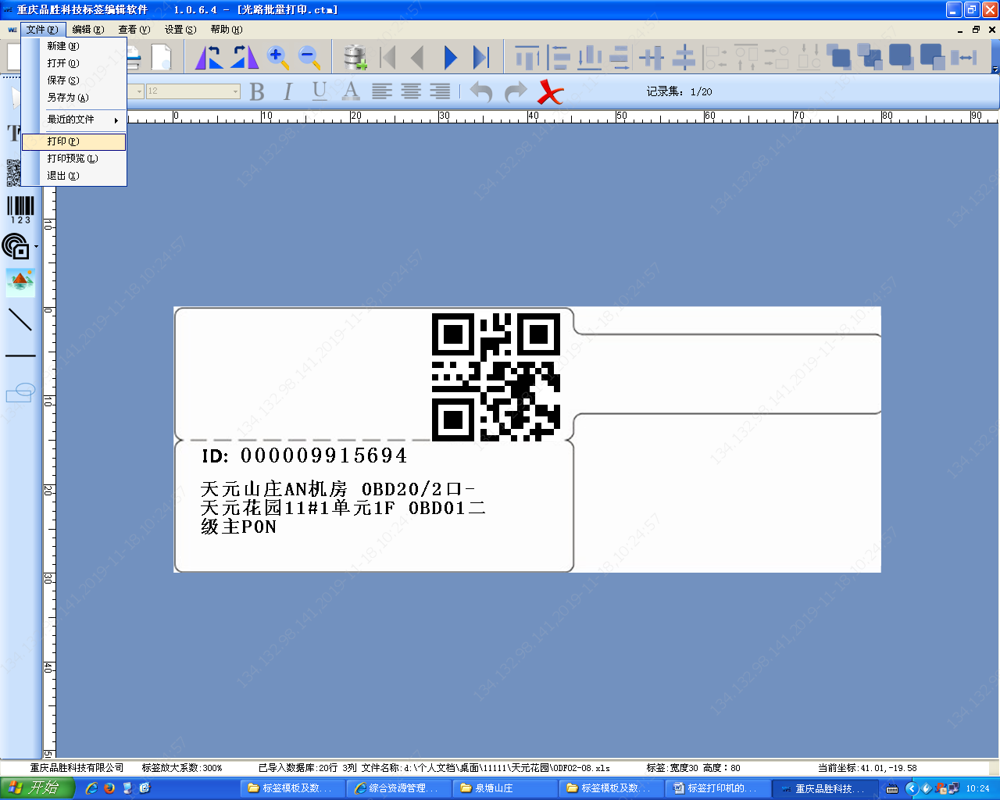 重庆品胜科技标签编辑软件 1.0.6.4 - [光路批量打印.ctm]
文件(F) 编辑(E) 查看(V) 设置(S) 帮助(H)
新建(N)
打开(O)
保存(S)
另存为(A)
最近的文件
打印(P)
打印预览(L)
退出(X)
12 B I U A 记录集: 1/20
0 10 20 30 40 50 60 70 80 90
T
123
10
0
10
20
30
40
5
ID: 000009915694
天元山庄AN机房 OBD20/2口-
天元花园11#1单元1F OBD01二
级主PON
重庆品胜科技有限公司 标签放大系数:300% 已导入数据库:20行 3列 文件名称:d:\个人文档\桌面\11111\天元花园\ODF02-08.xls 标签:宽度30 高度:80 当前坐标:41.01,-19.58
开始 标签模板及数... 综合资源管理... 泉塘山庄 标签模板及数... 标签打印机的... 重庆品胜科技... 10:24
134.132.98.141,2019-11-18,10:24:57